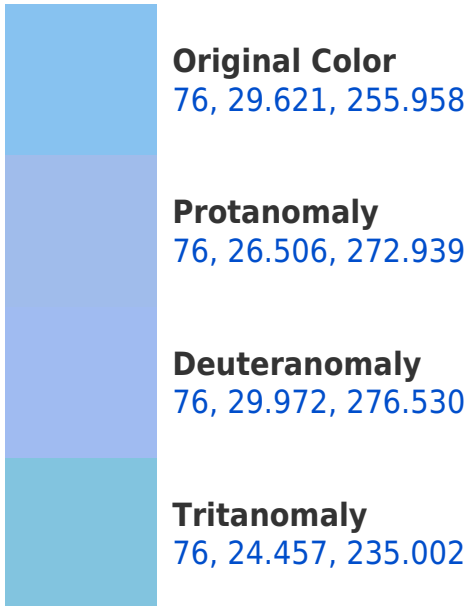 Original Color
76, 29.621, 255.958
Protanomaly
76, 26.506, 272.939
Deuteranomaly
76, 29.972, 276.530
Tritanomaly
76, 24.457, 235.002